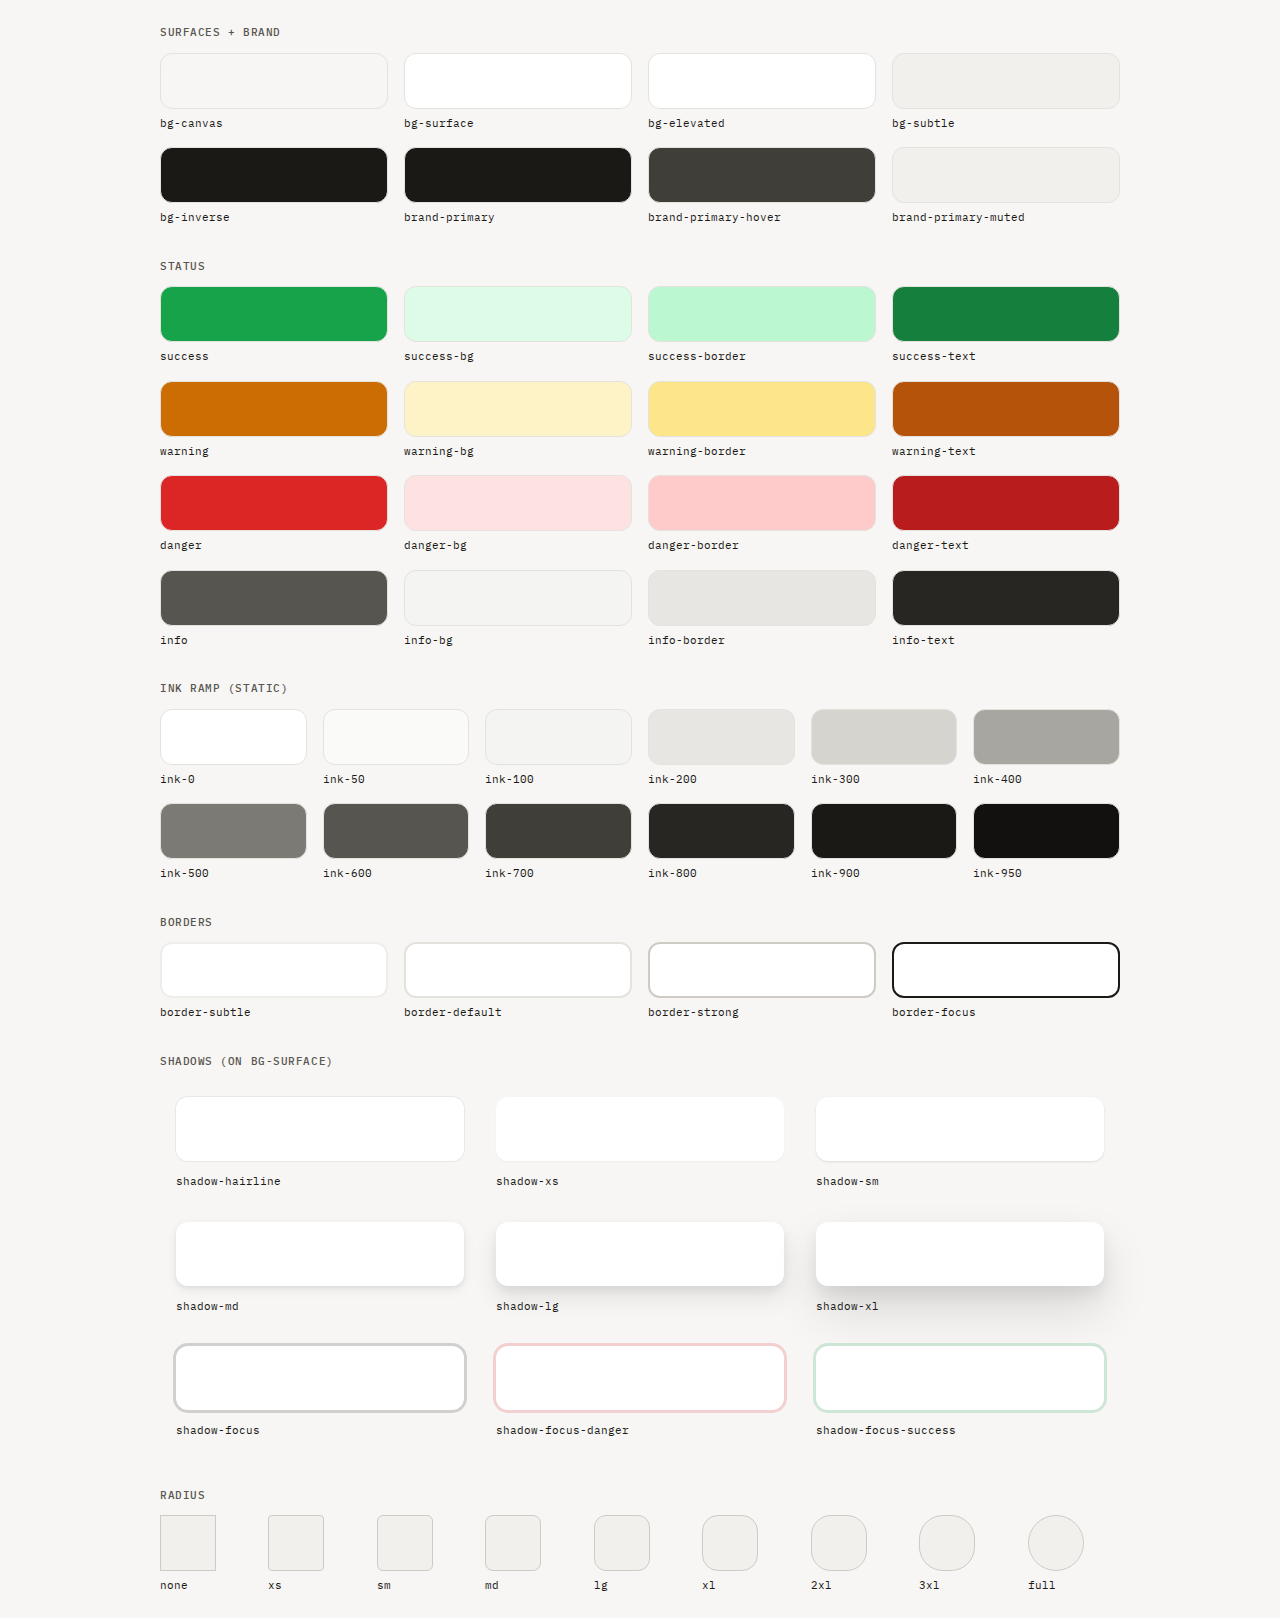 SURFACES + BRAND
bg-canvas bg-surface bg-elevated bg-subtle
bg-inverse brand-primary brand-primary-hover brand-primary-muted
STATUS
success success-bg success-border success-text
warning warning-bg warning-border warning-text
danger danger-bg danger-border danger-text
info info-bg info-border info-text
INK RAMP (STATIC)
ink-0 ink-50 ink-100 ink-200 ink-300 ink-400
ink-500 ink-600 ink-700 ink-800 ink-900 ink-950
BORDERS
border-subtle border-default border-strong border-focus
SHADOWS (ON BG-SURFACE)
shadow-hairline shadow-xs shadow-sm
shadow-md shadow-lg shadow-xl
shadow-focus shadow-focus-danger shadow-focus-success
RADIUS
none xs sm md lg xl 2xl 3xl full